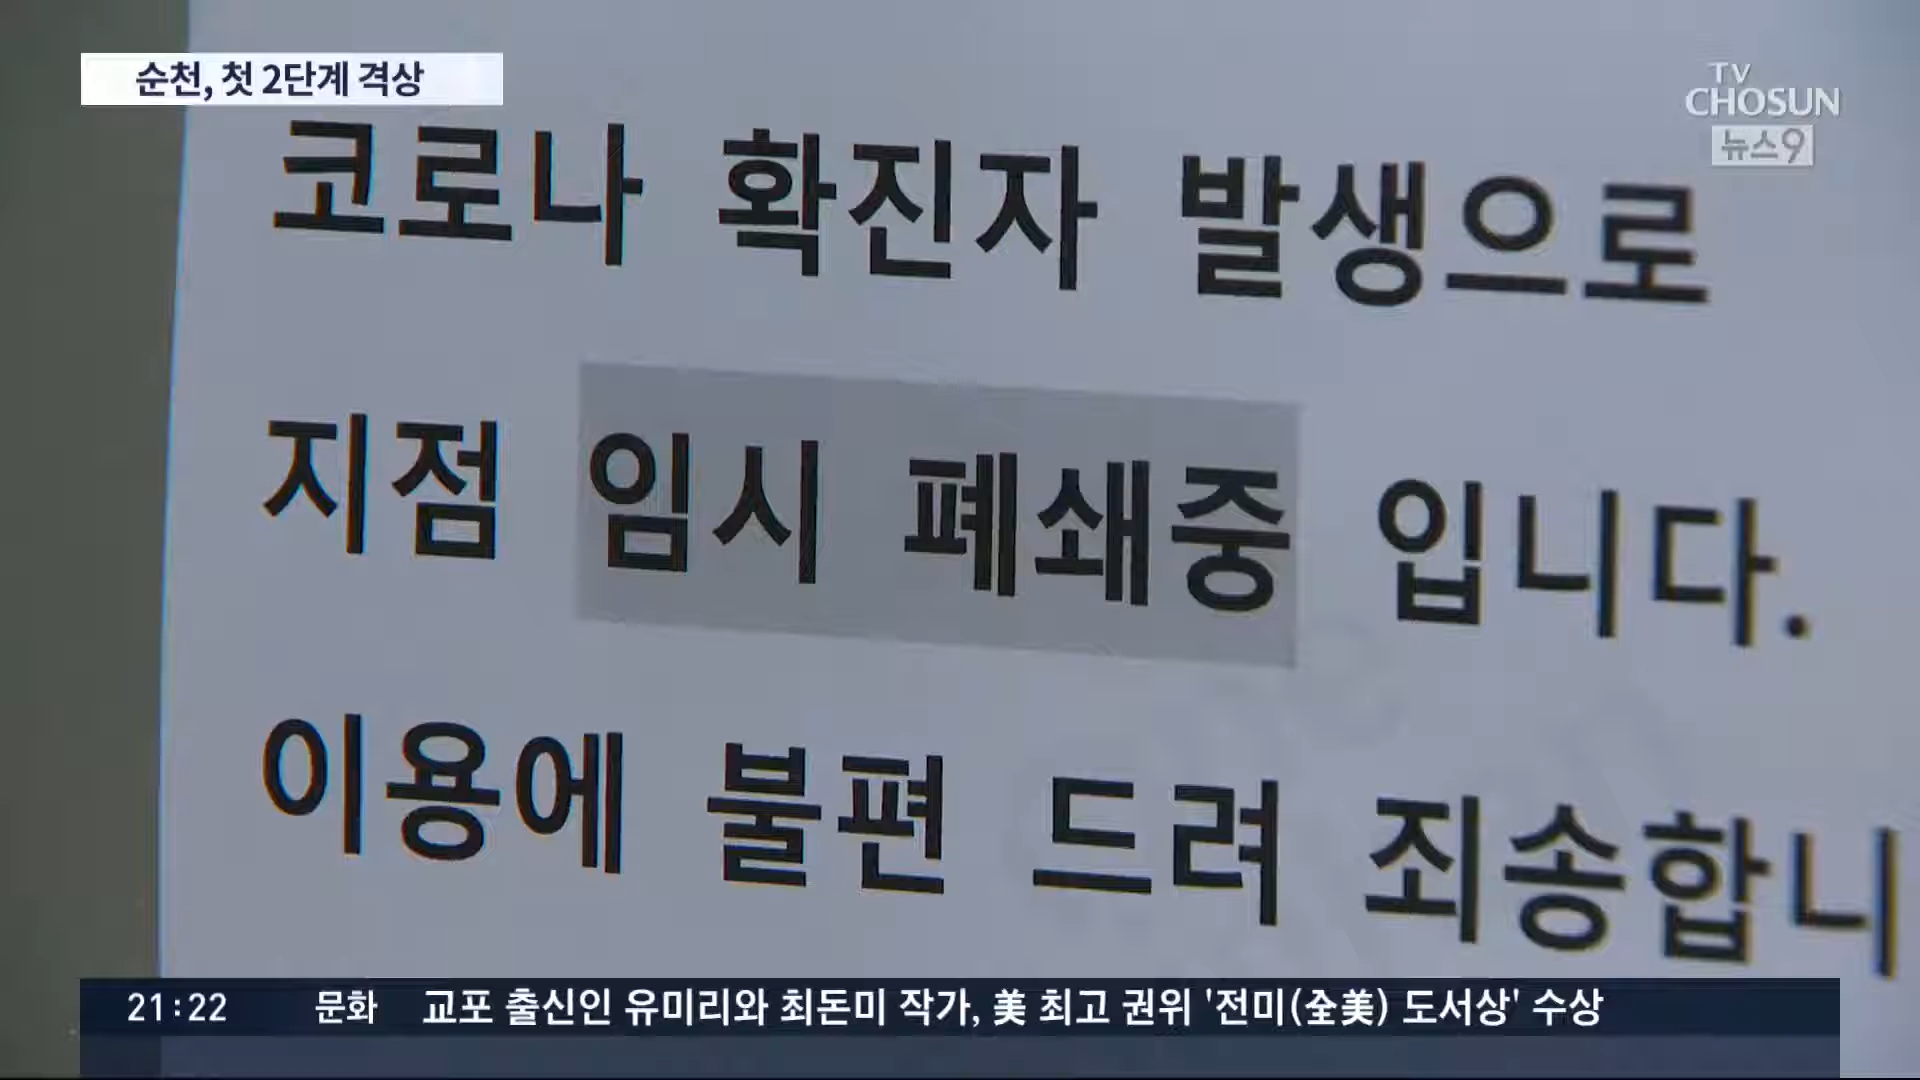 순천, 첫 2단계 격상
TV
CHOSUN
뉴스9
코로나 확진자 발생으로
지점 임시 폐쇄중 입니다.
이용에 불편 드려 죄송합니
21:22 문화 교포 출신인 유미리와 최돈미 작가, 美 최고 권위 '전미(全美) 도서상' 수상